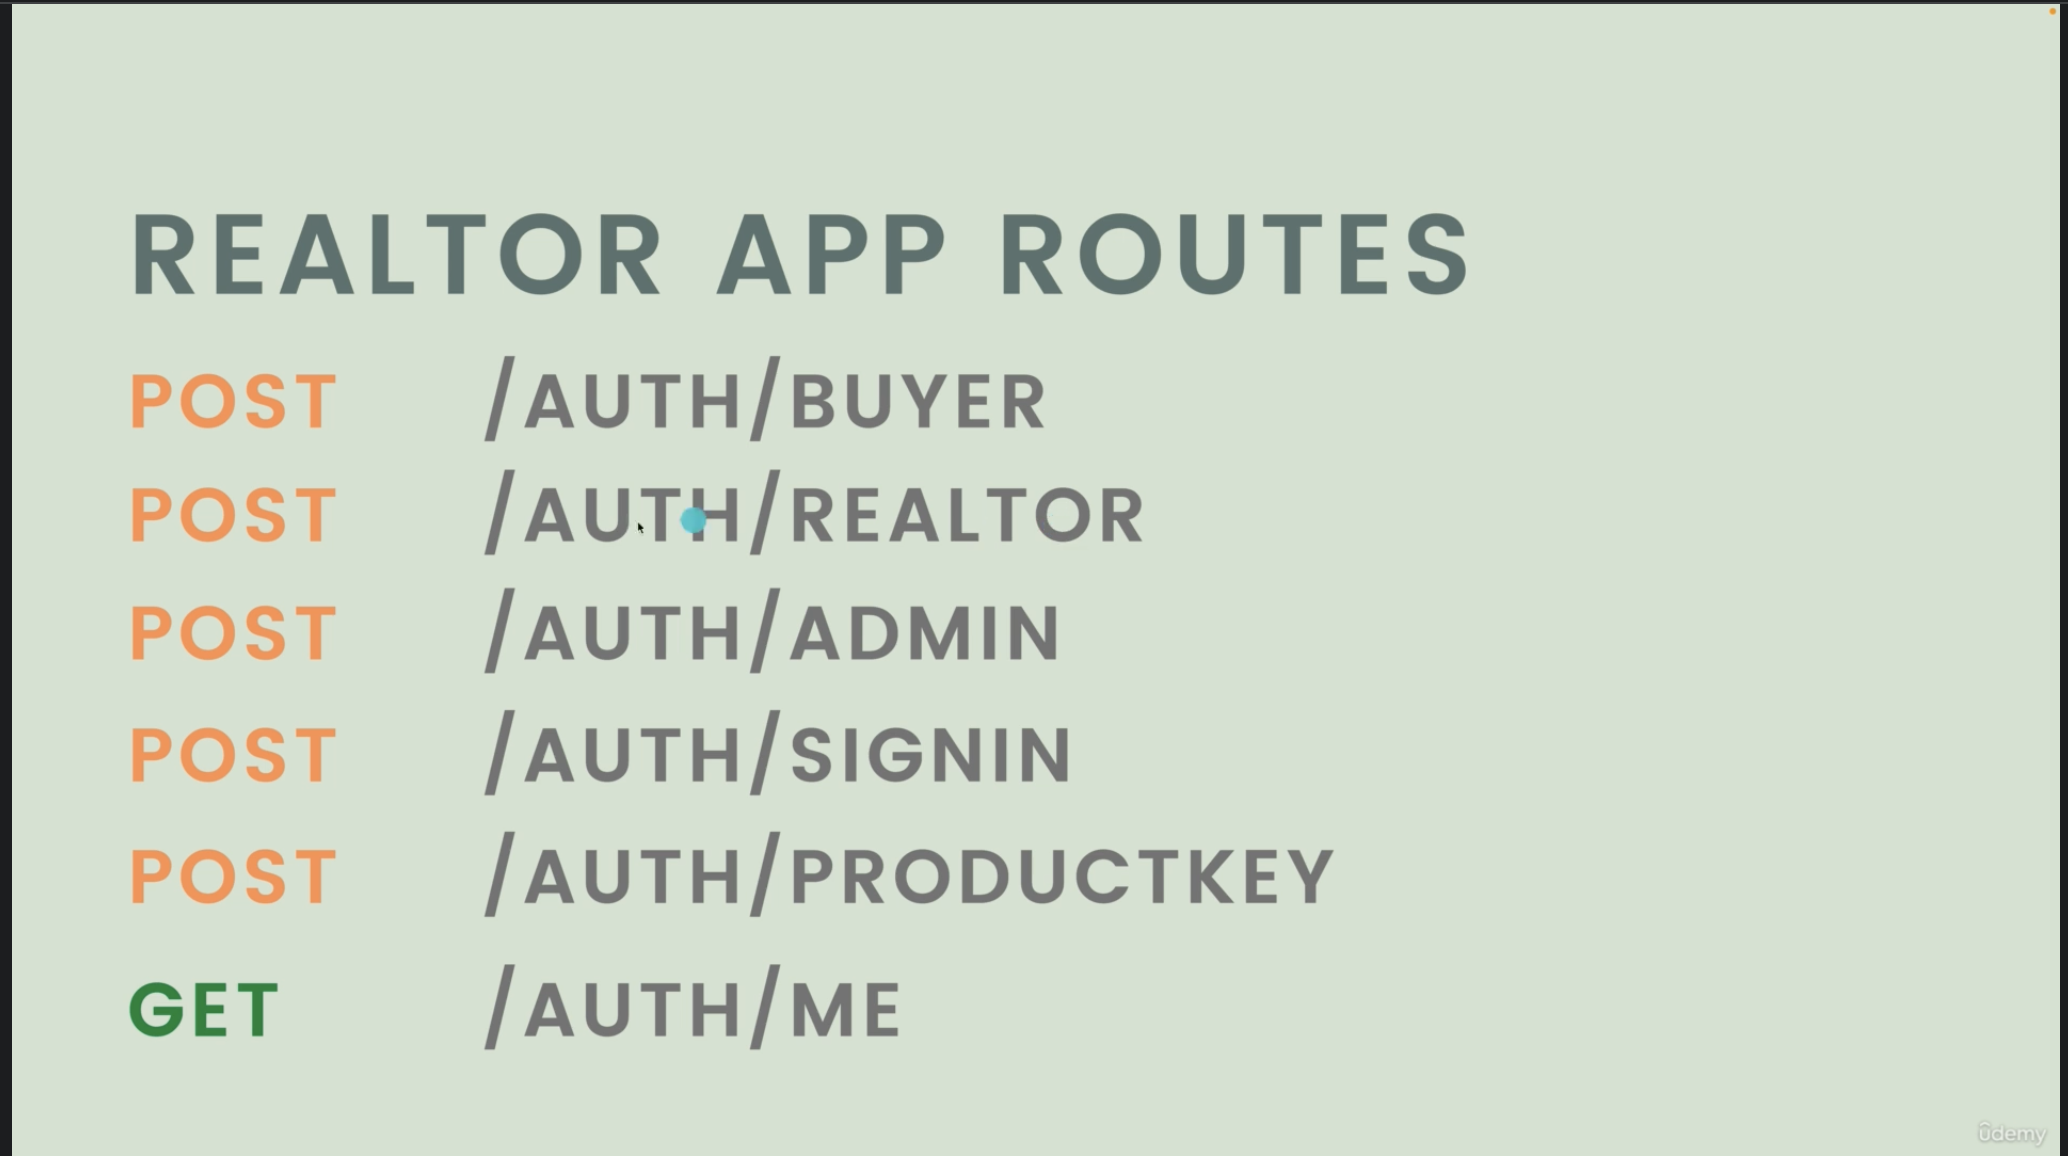 REALTOR APP ROUTES
POST /AUTH/BUYER
POST /AUTH/REALTOR
POST /AUTH/ADMIN
POST /AUTH/SIGNIN
POST /AUTH/PRODUCTKEY
GET /AUTH/ME
ûdemy